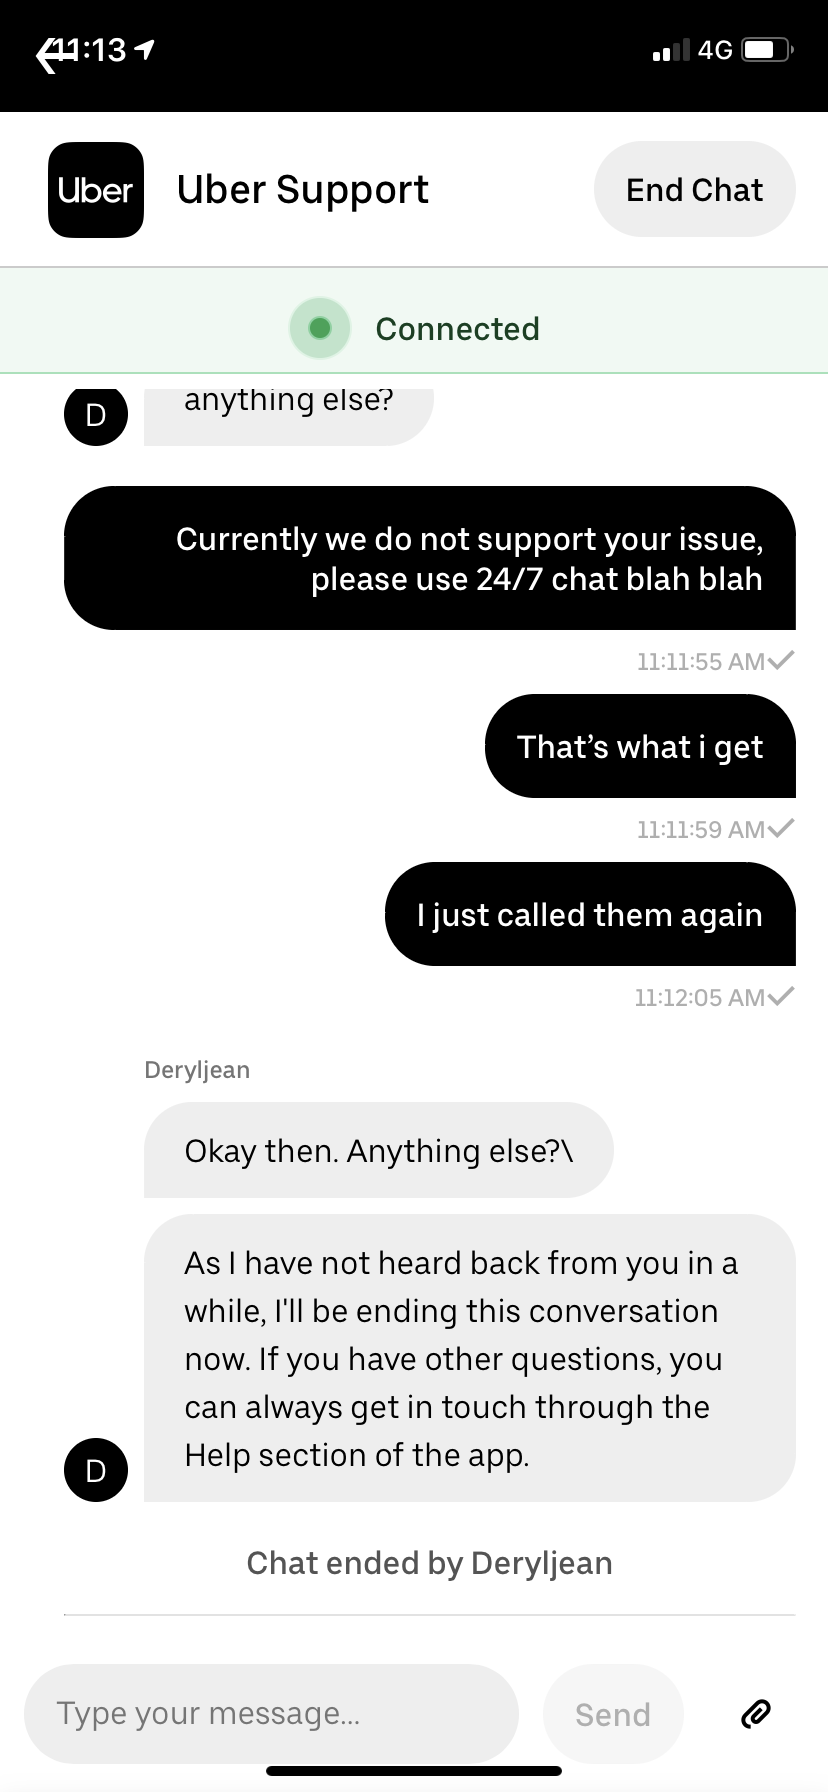 11:13
4G
Uber
Uber Support
End Chat
Connected
anything else?
D
Currently we do not support your issue,
please use 24/7 chat blah blah
11:11:55 AM
That's what i get
11:11:59 AM
I just called them again
11:12:05 AM
Deryljean
Okay then. Anything else?\
As I have not heard back from you in a
while, I'll be ending this conversation
now. If you have other questions, you
can always get in touch through the
Help section of the app.
D
Chat ended by Deryljean
Type your message...
Send